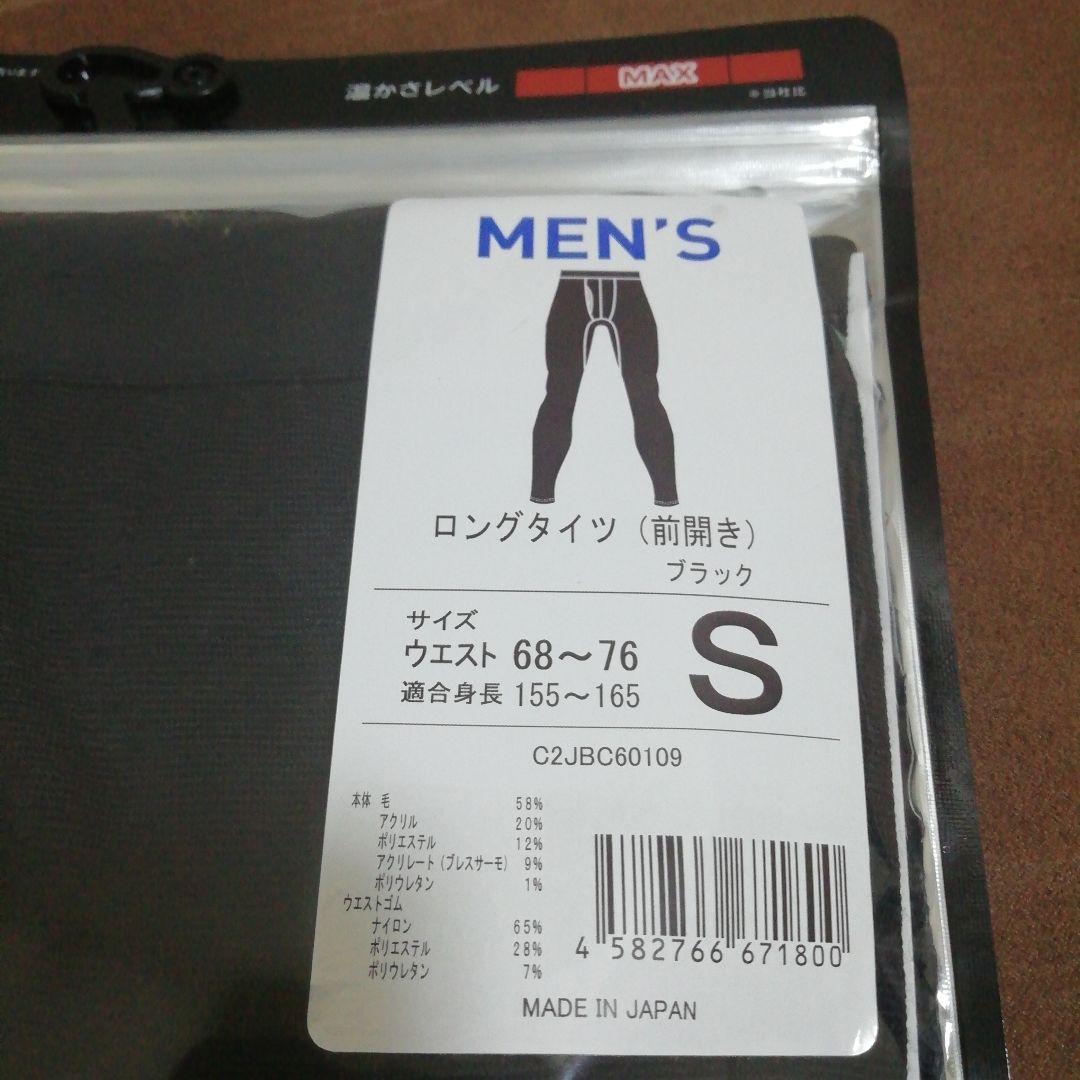 温かさレベル MAX
※当社比
MEN'S
ロングタイツ（前開き）
ブラック
サイズ
ウエスト 68～76
適合身長 155～165
S
C2JBC60109
本体 毛 58%
アクリル 20%
ポリエステル 12%
アクリレート（ブレスサーモ） 9%
ポリウレタン 1%
ウエストゴム
ナイロン 65%
ポリエステル 28%
ポリウレタン 7%
4 582766 671800
MADE IN JAPAN